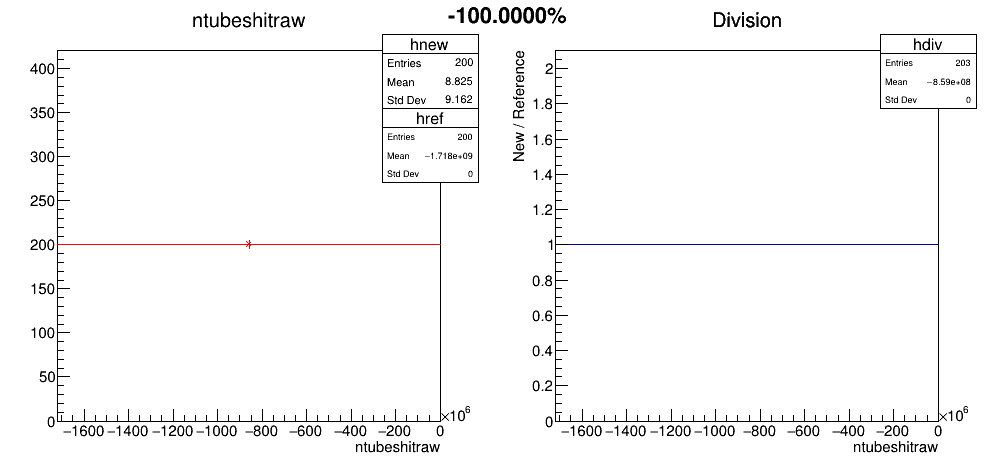 -100.0000%
ntubeshitraw
hnew
Entries 200
Mean 8.825
Std Dev 9.162
href
Entries 200
Mean −1.718e+09
Std Dev 0
400
350
300
250
200
150
100
50
0
−1600 −1400 −1200 −1000 −800 −600 −400 −200 0
×10⁶
ntubeshitraw
Division
hdiv
Entries 203
Mean −8.59e+08
Std Dev 0
New / Reference
2
1.8
1.6
1.4
1.2
1
0.8
0.6
0.4
0.2
0
−1600 −1400 −1200 −1000 −800 −600 −400 −200 0
×10⁶
ntubeshitraw